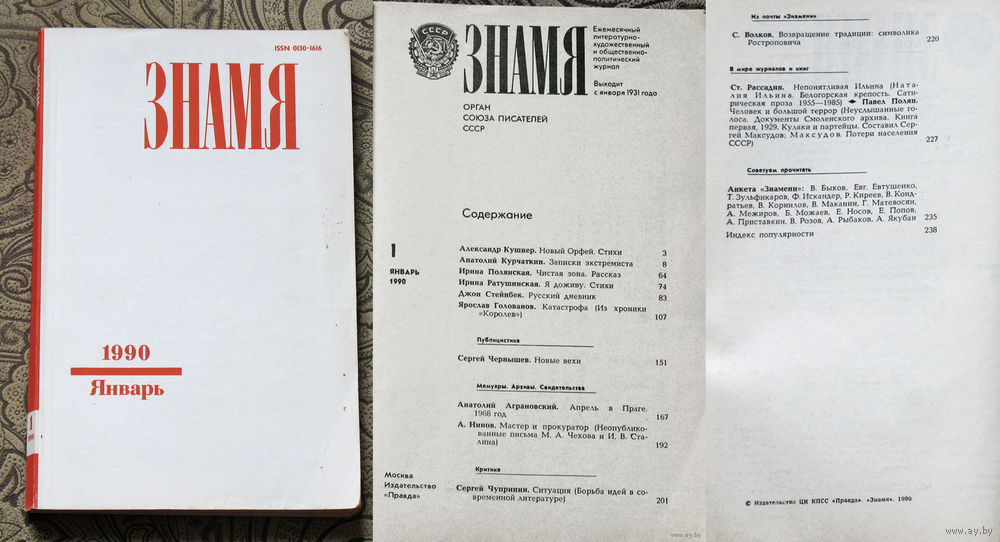 ISSN 0130-1616
ЗНАМЯ
1990
Январь
1
СССР
ЗНАМЯ
Ежемесячный
литературно-
художественный
и общественно-
политический
журнал
Выходит
с января 1931 года
ОРГАН
СОЮЗА ПИСАТЕЛЕЙ
СССР
Содержание
1
ЯНВАРЬ
1990
Александр Кушнер. Новый Орфей. Стихи 3
Анатолий Курчаткин. Записки экстремиста 8
Ирина Полянская. Чистая зона. Рассказ 64
Ирина Ратушинская. Я доживу. Стихи 74
Джон Стейнбек. Русский дневник 83
Ярослав Голованов. Катастрофа (Из хроники
«Королев») 107
Публицистика
Сергей Чернышев. Новые вехи 151
Мемуары. Архивы. Свидетельства
Анатолий Аграновский. Апрель в Праге.
1968 год 167
А. Нинов. Мастер и прокуратор (Неопублико-
ванные письма М. А. Чехова и И. В. Ста-
лина) 192
Критика
Сергей Чупринин. Ситуация (Борьба идей в со-
временной литературе) 201
Москва
Издательство
«Правда»
Из почты «Знамени»
С. Волков. Возвращение традиции: символика
Ростроповича 220
В мире журналов и книг
Ст. Рассадин. Непонятливая Ильина (Ната-
лия Ильина. Белогорская крепость. Сати-
рическая проза 1955—1985) ◆ Павел Полян.
Человек и большой террор (Неуслышанные го-
лоса. Документы Смоленского архива. Книга
первая, 1929. Кулаки и партейцы. Составил Сер-
гей Максудов; Максудов. Потери населения
СССР) 227
Советуем прочитать
Анкета «Знамени»: В. Быков, Евг. Евтушенко,
Т. Зульфикаров, Ф. Искандер, Р. Киреев, В. Конд-
ратьев, В. Корнилов, В. Маканин, Г. Матевосян,
А. Межиров, Б. Можаев, Е. Носов, Е. Попов,
А. Приставкин, В. Розов, А. Рыбаков, А. Якубан 235
Индекс популярности 238
© Издательство ЦК КПСС «Правда». «Знамя». 1990.
www.ay.by
www.ay.by